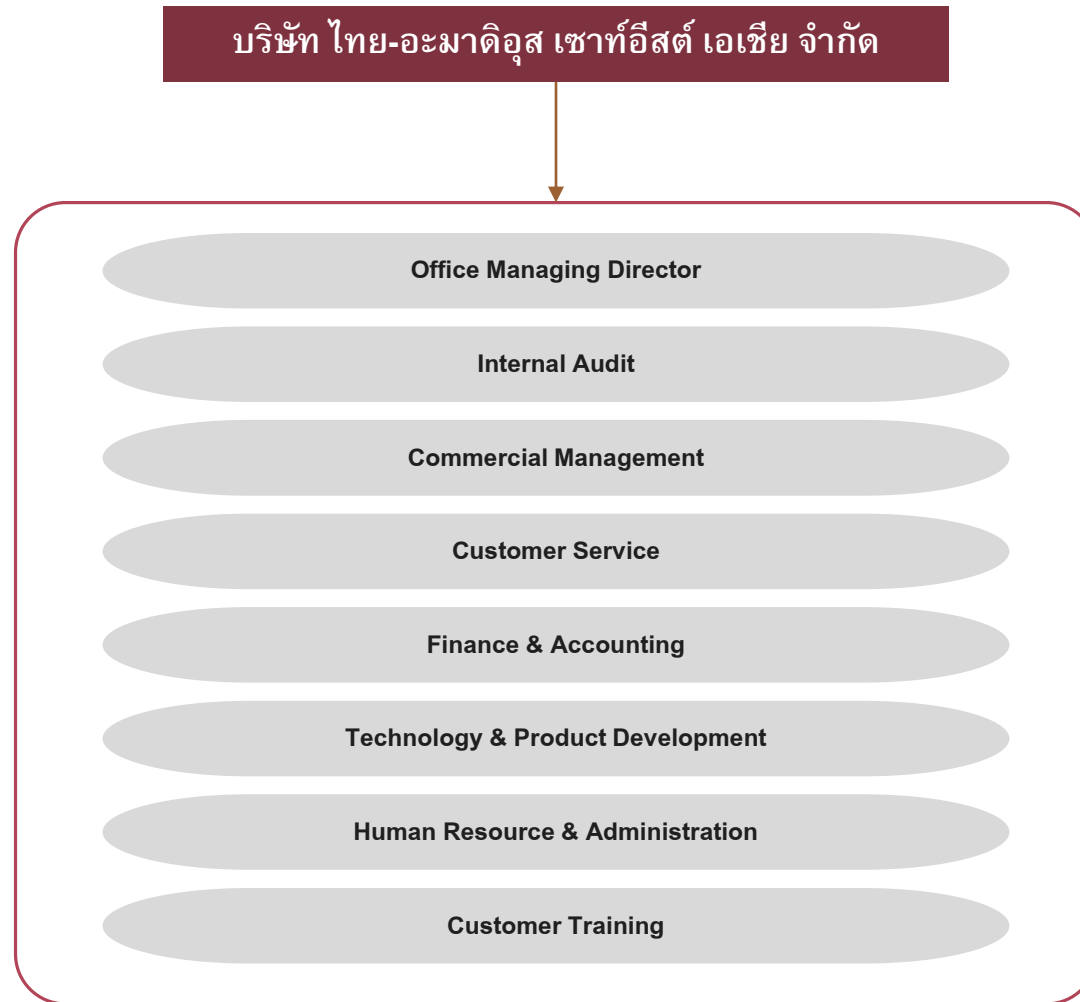 บริษัท ไทย-อะมาดิอุส เซาท์อีสต์ เอเชีย จำกัด
Office Managing Director
Internal Audit
Commercial Management
Customer Service
Finance & Accounting
Technology & Product Development
Human Resource & Administration
Customer Training